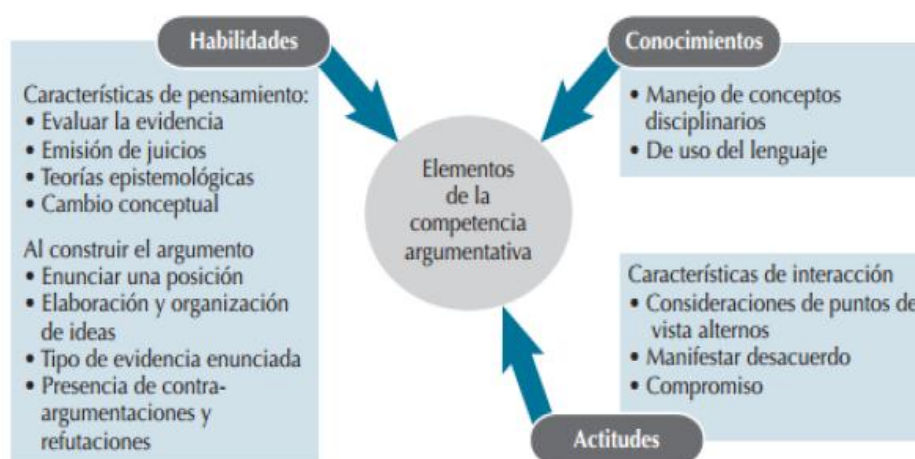 Habilidades
Características de pensamiento:
• Evaluar la evidencia
• Emisión de juicios
• Teorías epistemológicas
• Cambio conceptual
Al construir el argumento
• Enunciar una posición
• Elaboración y organización
de ideas
• Tipo de evidencia enunciada
• Presencia de contra-
argumentaciones y
refutaciones
Elementos
de la
competencia
argumentativa
Conocimientos
• Manejo de conceptos
disciplinarios
• De uso del lenguaje
Características de interacción
• Consideraciones de puntos de
vista alternos
• Manifestar desacuerdo
• Compromiso
Actitudes